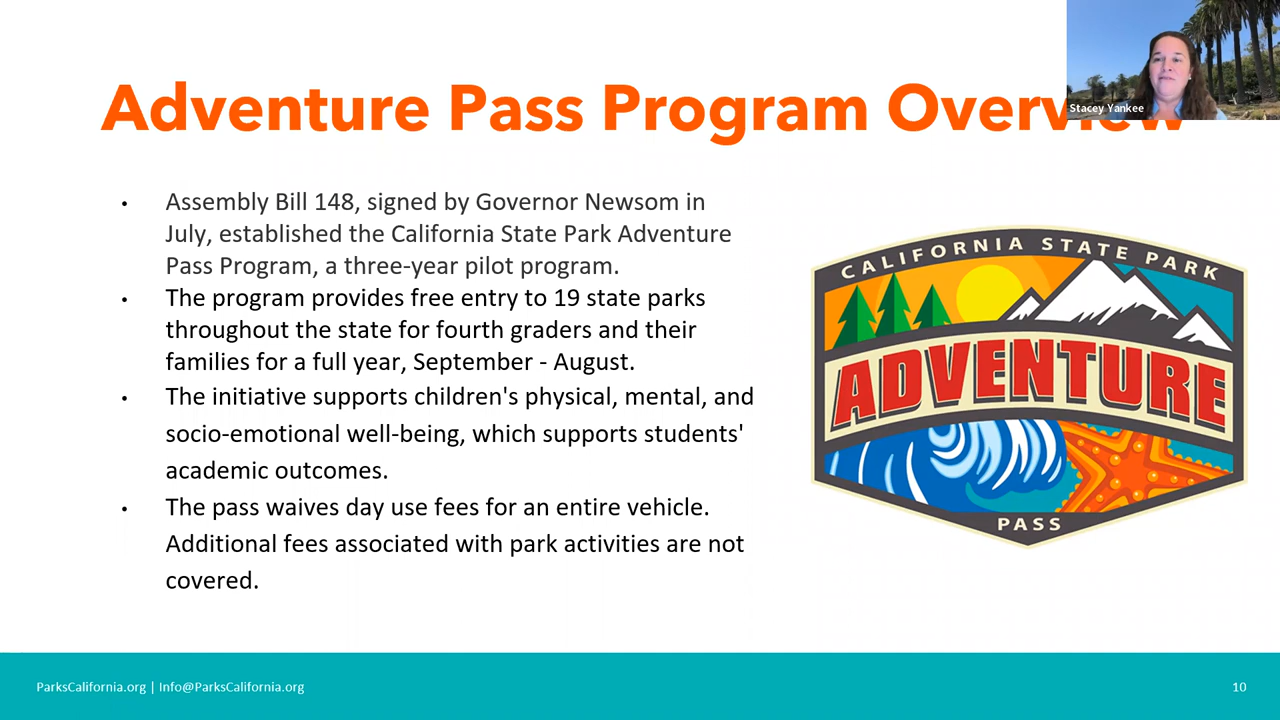 Stacey Yankee
Adventure Pass Program Overview
• Assembly Bill 148, signed by Governor Newsom in
July, established the California State Park Adventure
Pass Program, a three-year pilot program.
• The program provides free entry to 19 state parks
throughout the state for fourth graders and their
families for a full year, September - August.
• The initiative supports children's physical, mental, and
socio-emotional well-being, which supports students'
academic outcomes.
• The pass waives day use fees for an entire vehicle.
Additional fees associated with park activities are not
covered.
CALIFORNIA STATE PARK
ADVENTURE
PASS
ParksCalifornia.org | Info@ParksCalifornia.org
10